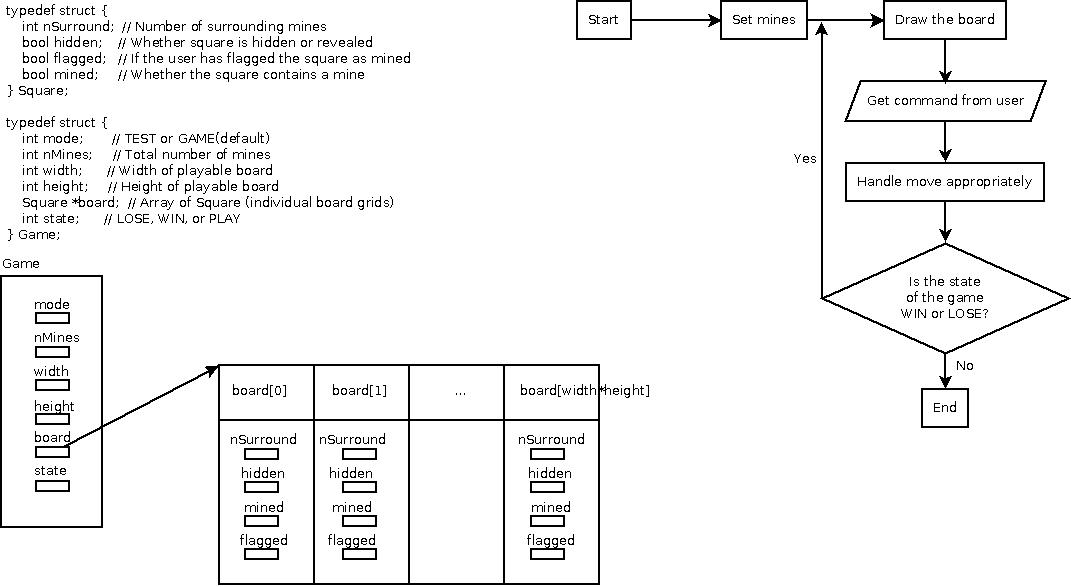 typedef struct {
int nSurround; // Number of surrounding mines
bool hidden; // Whether square is hidden or revealed
bool flagged; // If the user has flagged the square as mined
bool mined; // Whether the square contains a mine
} Square;
typedef struct {
int mode; // TEST or GAME(default)
int nMines; // Total number of mines
int width; // Width of playable board
int height; // Height of playable board
Square *board; // Array of Square (individual board grids)
int state; // LOSE, WIN, or PLAY
} Game;
Game
mode
nMines
width
height
board
state
board[0] board[1] ... board[width*height]
nSurround nSurround nSurround
hidden hidden hidden
mined mined mined
flagged flagged flagged
Start
Set mines
Draw the board
Get command from user
Handle move appropriately
Is the state
of the game
WIN or LOSE?
Yes
No
End